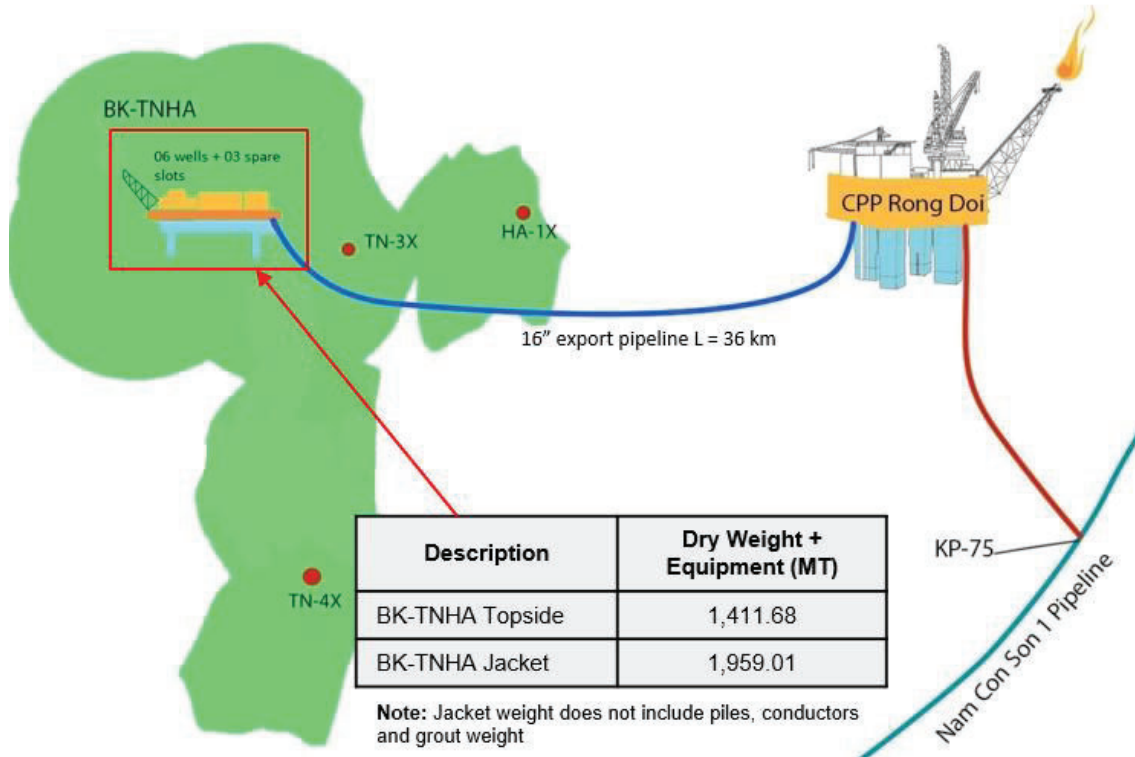 BK-TNHA
06 wells + 03 spare
slots
TN-3X
HA-1X
CPP Rong Doi
16” export pipeline L = 36 km
TN-4X
KP-75
Nam Con Son 1 Pipeline
Description
Dry Weight +
Equipment (MT)
BK-TNHA Topside
1,411.68
BK-TNHA Jacket
1,959.01
Note: Jacket weight does not include piles, conductors
and grout weight